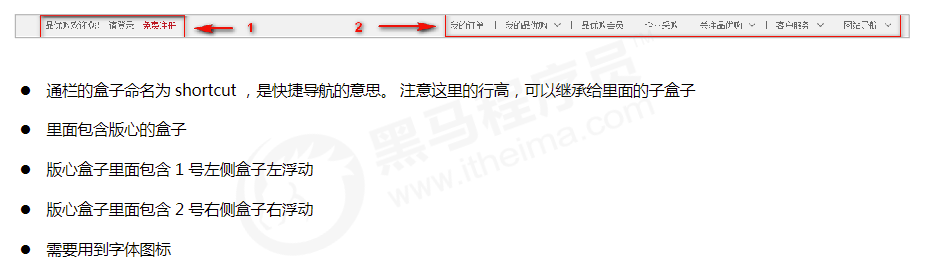 品优购欢迎您! 请登录 免费注册 1 2 我的订单 | 我的品优购 | 品优购会员 企业采购 关注品优购 | 客户服务 | 网站导航
● 通栏的盒子命名为 shortcut ，是快捷导航的意思。 注意这里的行高，可以继承给里面的子盒子
● 里面包含版心的盒子
● 版心盒子里面包含 1 号左侧盒子左浮动
● 版心盒子里面包含 2 号右侧盒子右浮动
● 需要用到字体图标
黑马程序员
www.itheima.com